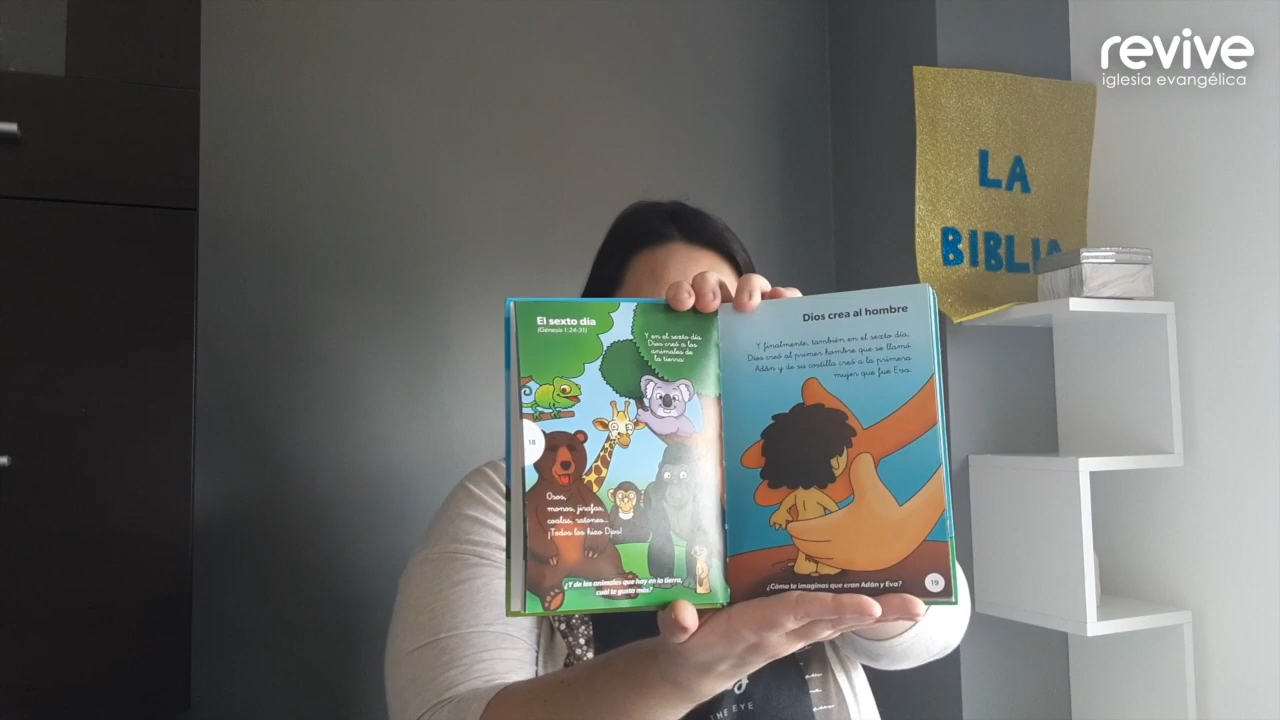 revive
iglesia evangélica
LA
BIBLIA
El sexto día
(Génesis 1:24-31)
Y en el sexto día
Dios creó a los
animales de
la tierra:
18
Osos,
monos, jirafas,
coalas, ratones...
¡Todos los hizo Dios!
¿Y de los animales que hay en la tierra,
cuál te gusta más?
Dios crea al hombre
Y finalmente, también en el sexto día,
Dios creó al primer hombre que se llamó
Adán y de su costilla creó a la primera
mujer que fue Eva.
¿Cómo te imaginas que eran Adán y Eva?
19
THE EYE